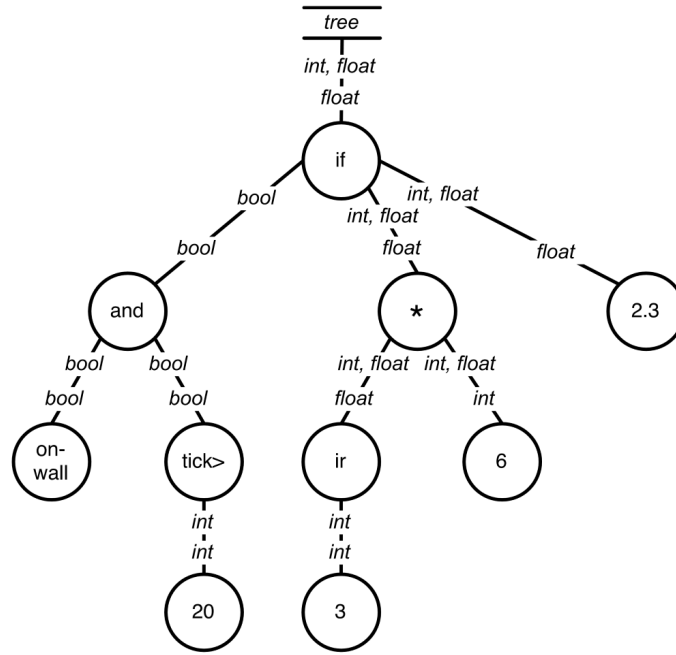 tree
int, float
float
if
bool
int, float
int, float
bool
float
float
and
*
2.3
bool
bool
int, float
int, float
bool
bool
float
int
on-
wall
tick>
ir
6
int
int
int
int
20
3